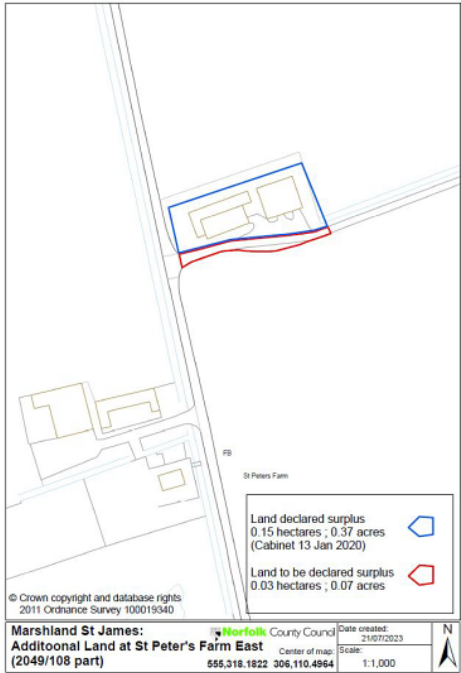 FB
St Peters Farm
Land declared surplus
0.15 hectares ; 0.37 acres
(Cabinet 13 Jan 2020)
Land to be declared surplus
0.03 hectares ; 0.07 acres
© Crown copyright and database rights
2011 Ordnance Survey 100019340
Marshland St James:
Additoonal Land at St Peter's Farm East
(2049/108 part)
Norfolk County Council
Center of map:
555,318.1822 306,110.4964
Date created:
21/07/2023
Scale:
1:1,000
N